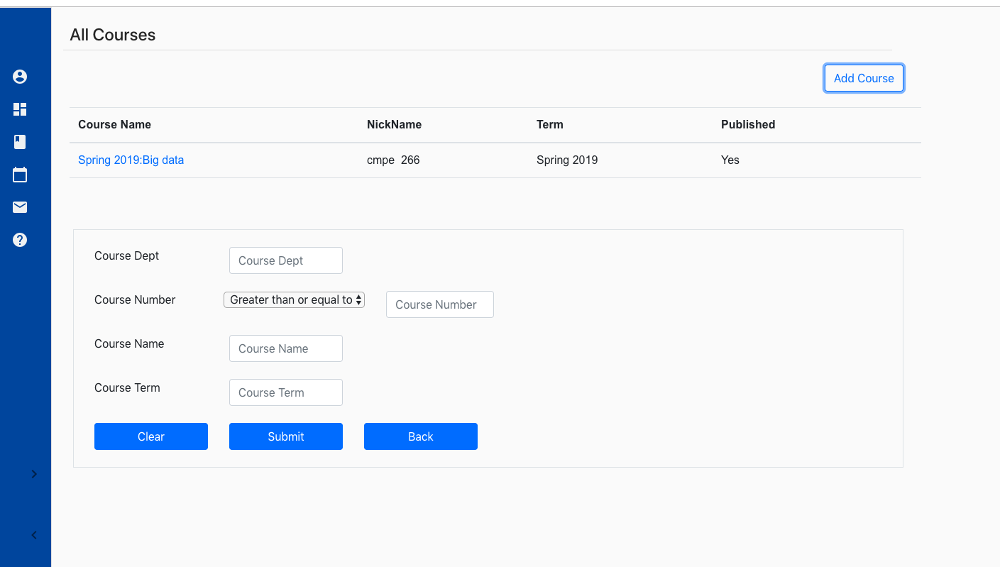 All Courses
Add Course
Course Name NickName Term Published
Spring 2019:Big data cmpe 266 Spring 2019 Yes
Course Dept Course Dept
Course Number Greater than or equal to Course Number
Course Name Course Name
Course Term Course Term
Clear Submit Back